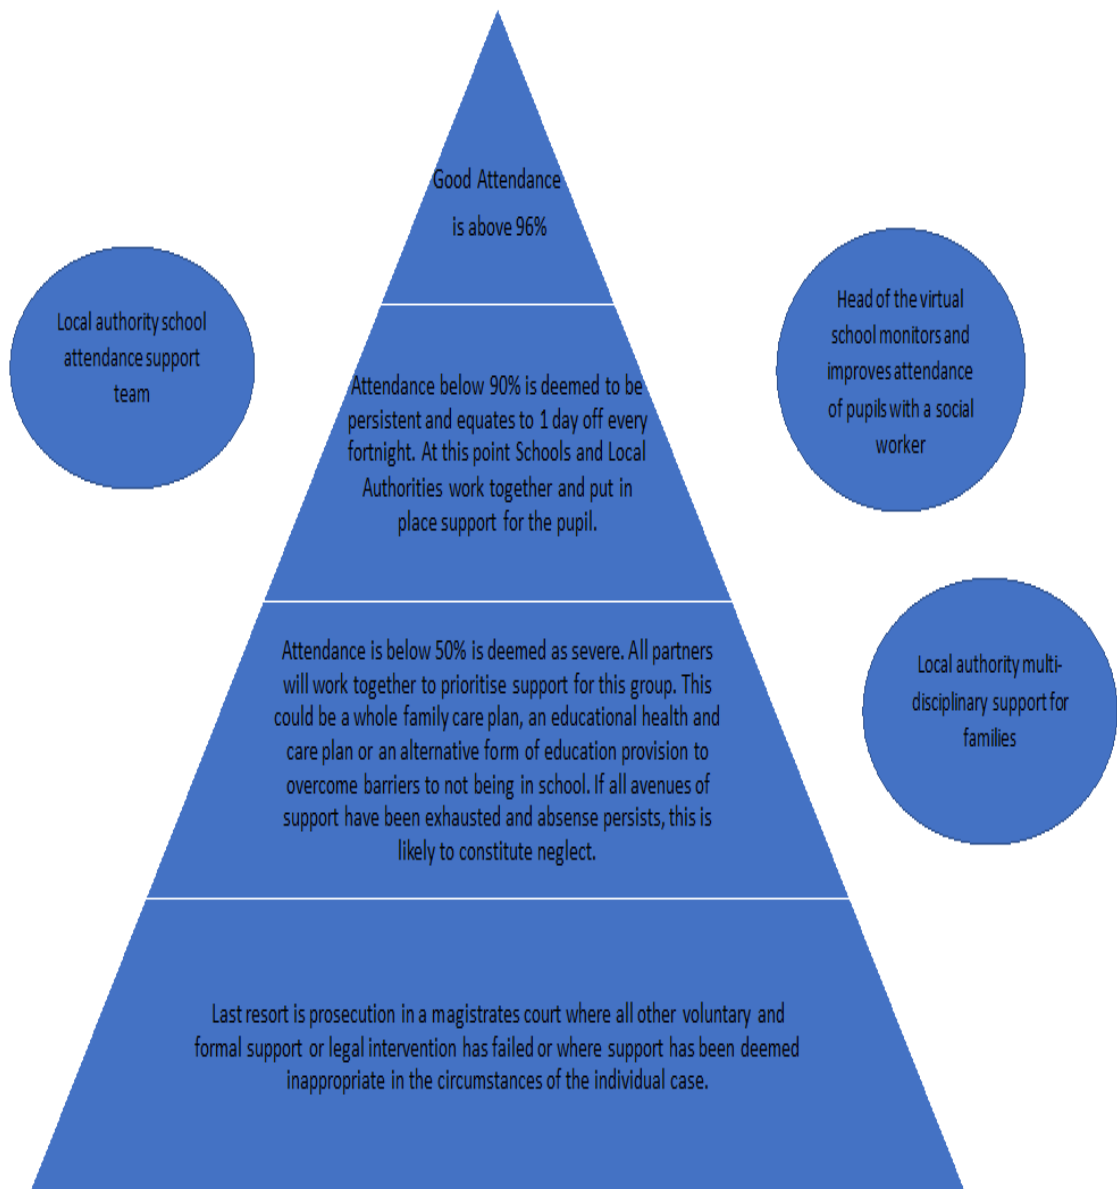 Good Attendance
is above 96%
Local authority school
attendance support
team
Head of the virtual
school monitors and
improves attendance
of pupils with a social
worker
Attendance below 90% is deemed to be
persistent and equates to 1 day off every
fortnight. At this point Schools and Local
Authorities work together and put in
place support for the pupil.
Attendance is below 50% is deemed as severe. All partners
will work together to prioritise support for this group. This
could be a whole family care plan, an educational health and
care plan or an alternative form of education provision to
overcome barriers to not being in school. If all avenues of
support have been exhausted and absense persists, this is
likely to constitute neglect.
Local authority multi-
disciplinary support for
families
Last resort is prosecution in a magistrates court where all other voluntary and
formal support or legal intervention has failed or where support has been deemed
inappropriate in the circumstances of the individual case.